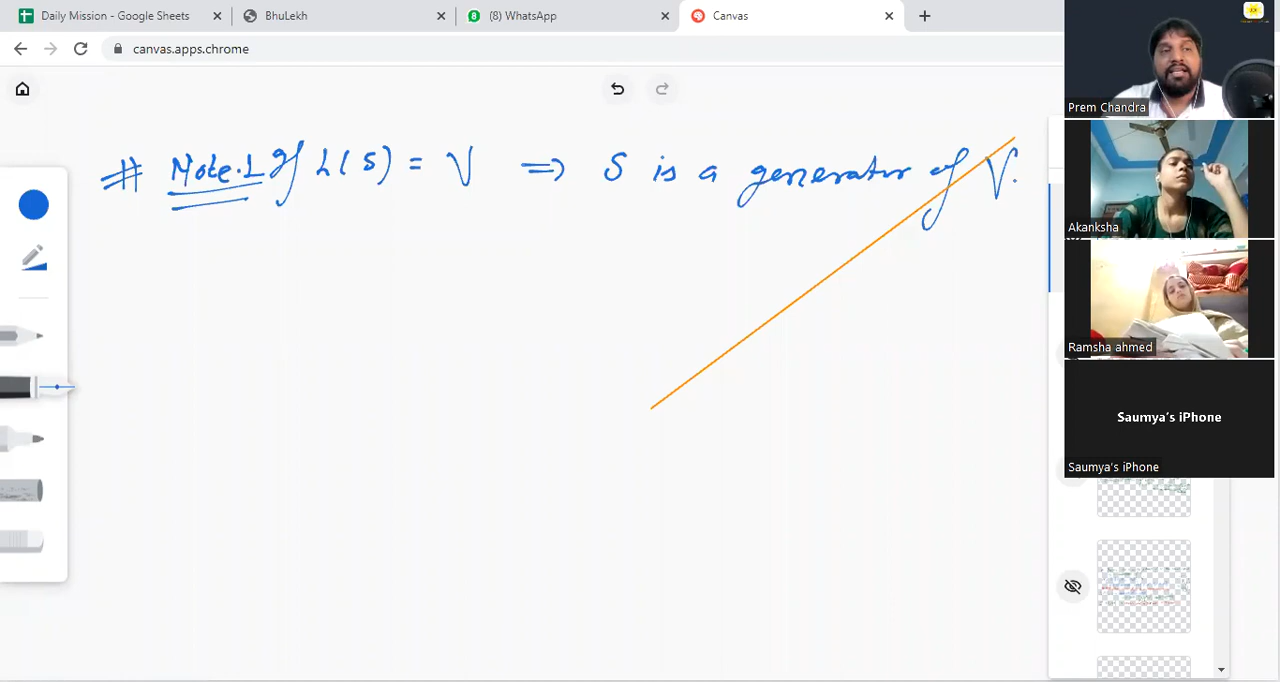 Daily Mission - Google Sheets
BhuLekh
(8) WhatsApp
Canvas
canvas.apps.chrome
# Note.1 If L(S) = V ⇒ S is a generator of V.
Prem Chandra
Akanksha
Ramsha ahmed
Saumya's iPhone
Saumya's iPhone